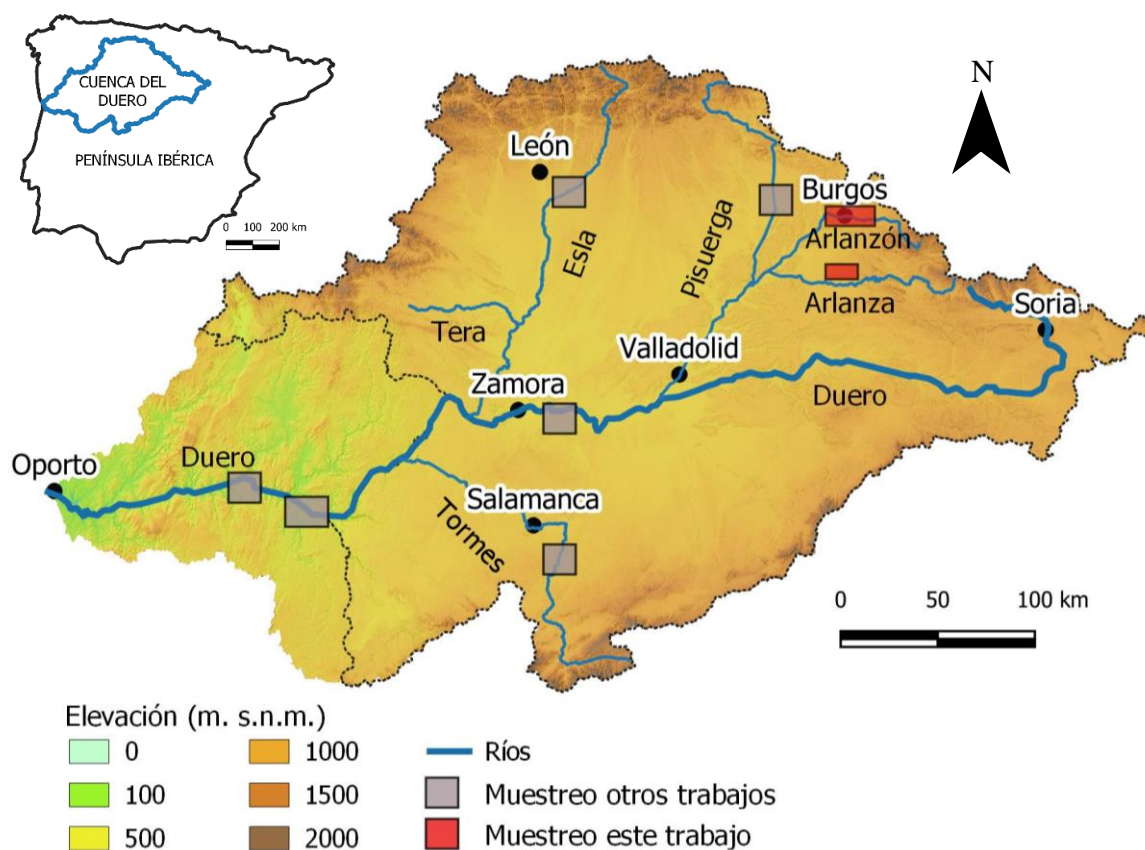 CUENCA DEL
DUERO
PENÍNSULA IBÉRICA
0 100 200 km
N
León
Burgos
Arlanzón
Esla
Pisuerga
Arlanza
Soria
Tera
Valladolid
Zamora
Duero
Oporto
Duero
Salamanca
Tormes
0 50 100 km
Elevación (m. s.n.m.)
0
100
500
1000
1500
2000
Ríos
Muestreo otros trabajos
Muestreo este trabajo